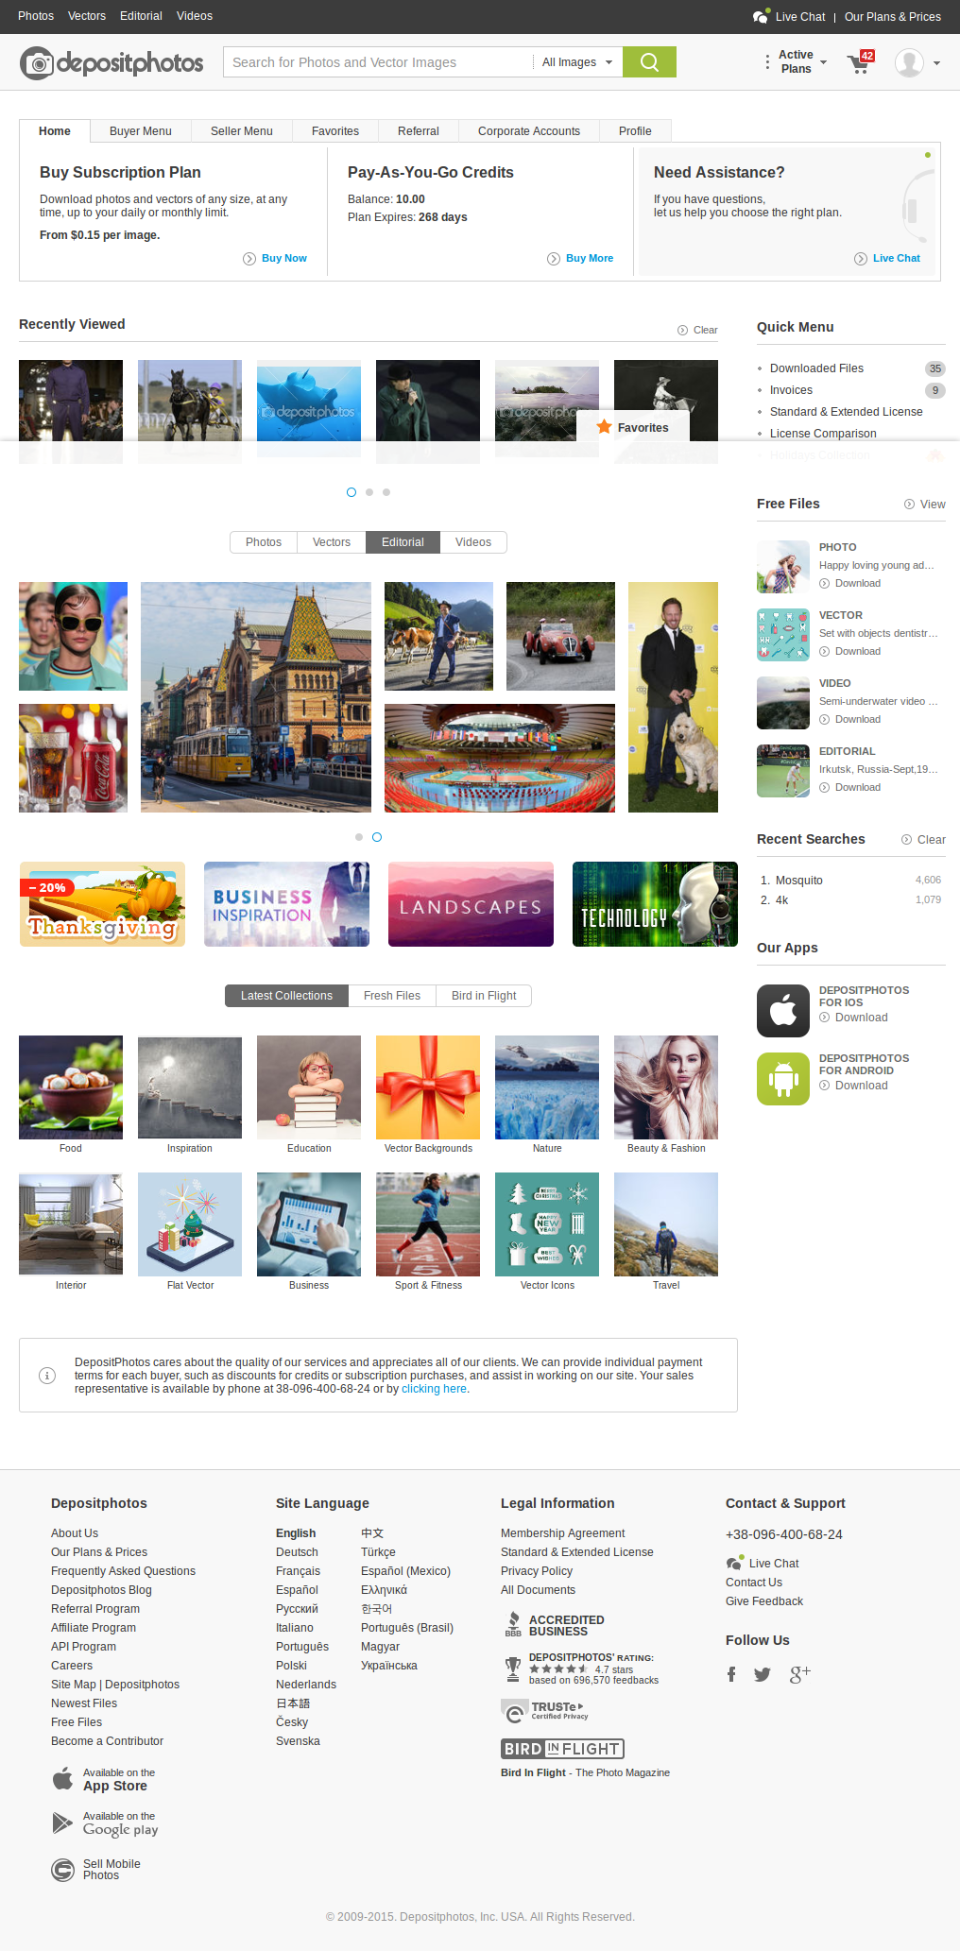 Photos Vectors Editorial Videos
Live Chat | Our Plans & Prices
depositphotos
Search for Photos and Vector Images All Images
Active
Plans
42
Home Buyer Menu Seller Menu Favorites Referral Corporate Accounts Profile
Buy Subscription Plan
Download photos and vectors of any size, at any
time, up to your daily or monthly limit.
From $0.15 per image.
Buy Now
Pay-As-You-Go Credits
Balance: 10.00
Plan Expires: 268 days
Buy More
Need Assistance?
If you have questions,
let us help you choose the right plan.
Live Chat
Recently Viewed
Clear
depositphotos
depositphotos
Favorites
Quick Menu
Downloaded Files 35
Invoices 9
Standard & Extended License
License Comparison
Holidays Collection
Free Files
View
PHOTO
Happy loving young ad...
Download
VECTOR
Set with objects dentistr...
Download
VIDEO
Semi-underwater video ...
Download
EDITORIAL
Irkutsk, Russia-Sept,19...
Download
Photos Vectors Editorial Videos
Coca-Cola
– 20%
Thanksgiving
BUSINESS
INSPIRATION
LANDSCAPES
TECHNOLOGY
Recent Searches
Clear
1. Mosquito 4,606
2. 4k 1,079
Our Apps
DEPOSITPHOTOS
FOR IOS
Download
DEPOSITPHOTOS
FOR ANDROID
Download
Latest Collections Fresh Files Bird in Flight
Food Inspiration Education Vector Backgrounds Nature Beauty & Fashion
MERRY
CHRISTMAS
HAPPY
NEW
YEAR
BEST
WISHES
Interior Flat Vector Business Sport & Fitness Vector Icons Travel
DepositPhotos cares about the quality of our services and appreciates all of our clients. We can provide individual payment
terms for each buyer, such as discounts for credits or subscription purchases, and assist in working on our site. Your sales
representative is available by phone at 38-096-400-68-24 or by clicking here.
Depositphotos
About Us
Our Plans & Prices
Frequently Asked Questions
Depositphotos Blog
Referral Program
Affiliate Program
API Program
Careers
Site Map | Depositphotos
Newest Files
Free Files
Become a Contributor
Available on the
App Store
Available on the
Google play
Sell Mobile
Photos
Site Language
English 中文
Deutsch Türkçe
Français Español (Mexico)
Español Ελληνικά
Русский 한국어
Italiano Português (Brasil)
Português Magyar
Polski Українська
Nederlands
日本語
Česky
Svenska
Legal Information
Membership Agreement
Standard & Extended License
Privacy Policy
All Documents
BBB
ACCREDITED
BUSINESS
DEPOSITPHOTOS' RATING:
4.7 stars
based on 696,570 feedbacks
TRUSTe
Certified Privacy
BIRD IN FLIGHT
Bird In Flight - The Photo Magazine
Contact & Support
+38-096-400-68-24
Live Chat
Contact Us
Give Feedback
Follow Us
© 2009-2015. Depositphotos, Inc. USA. All Rights Reserved.